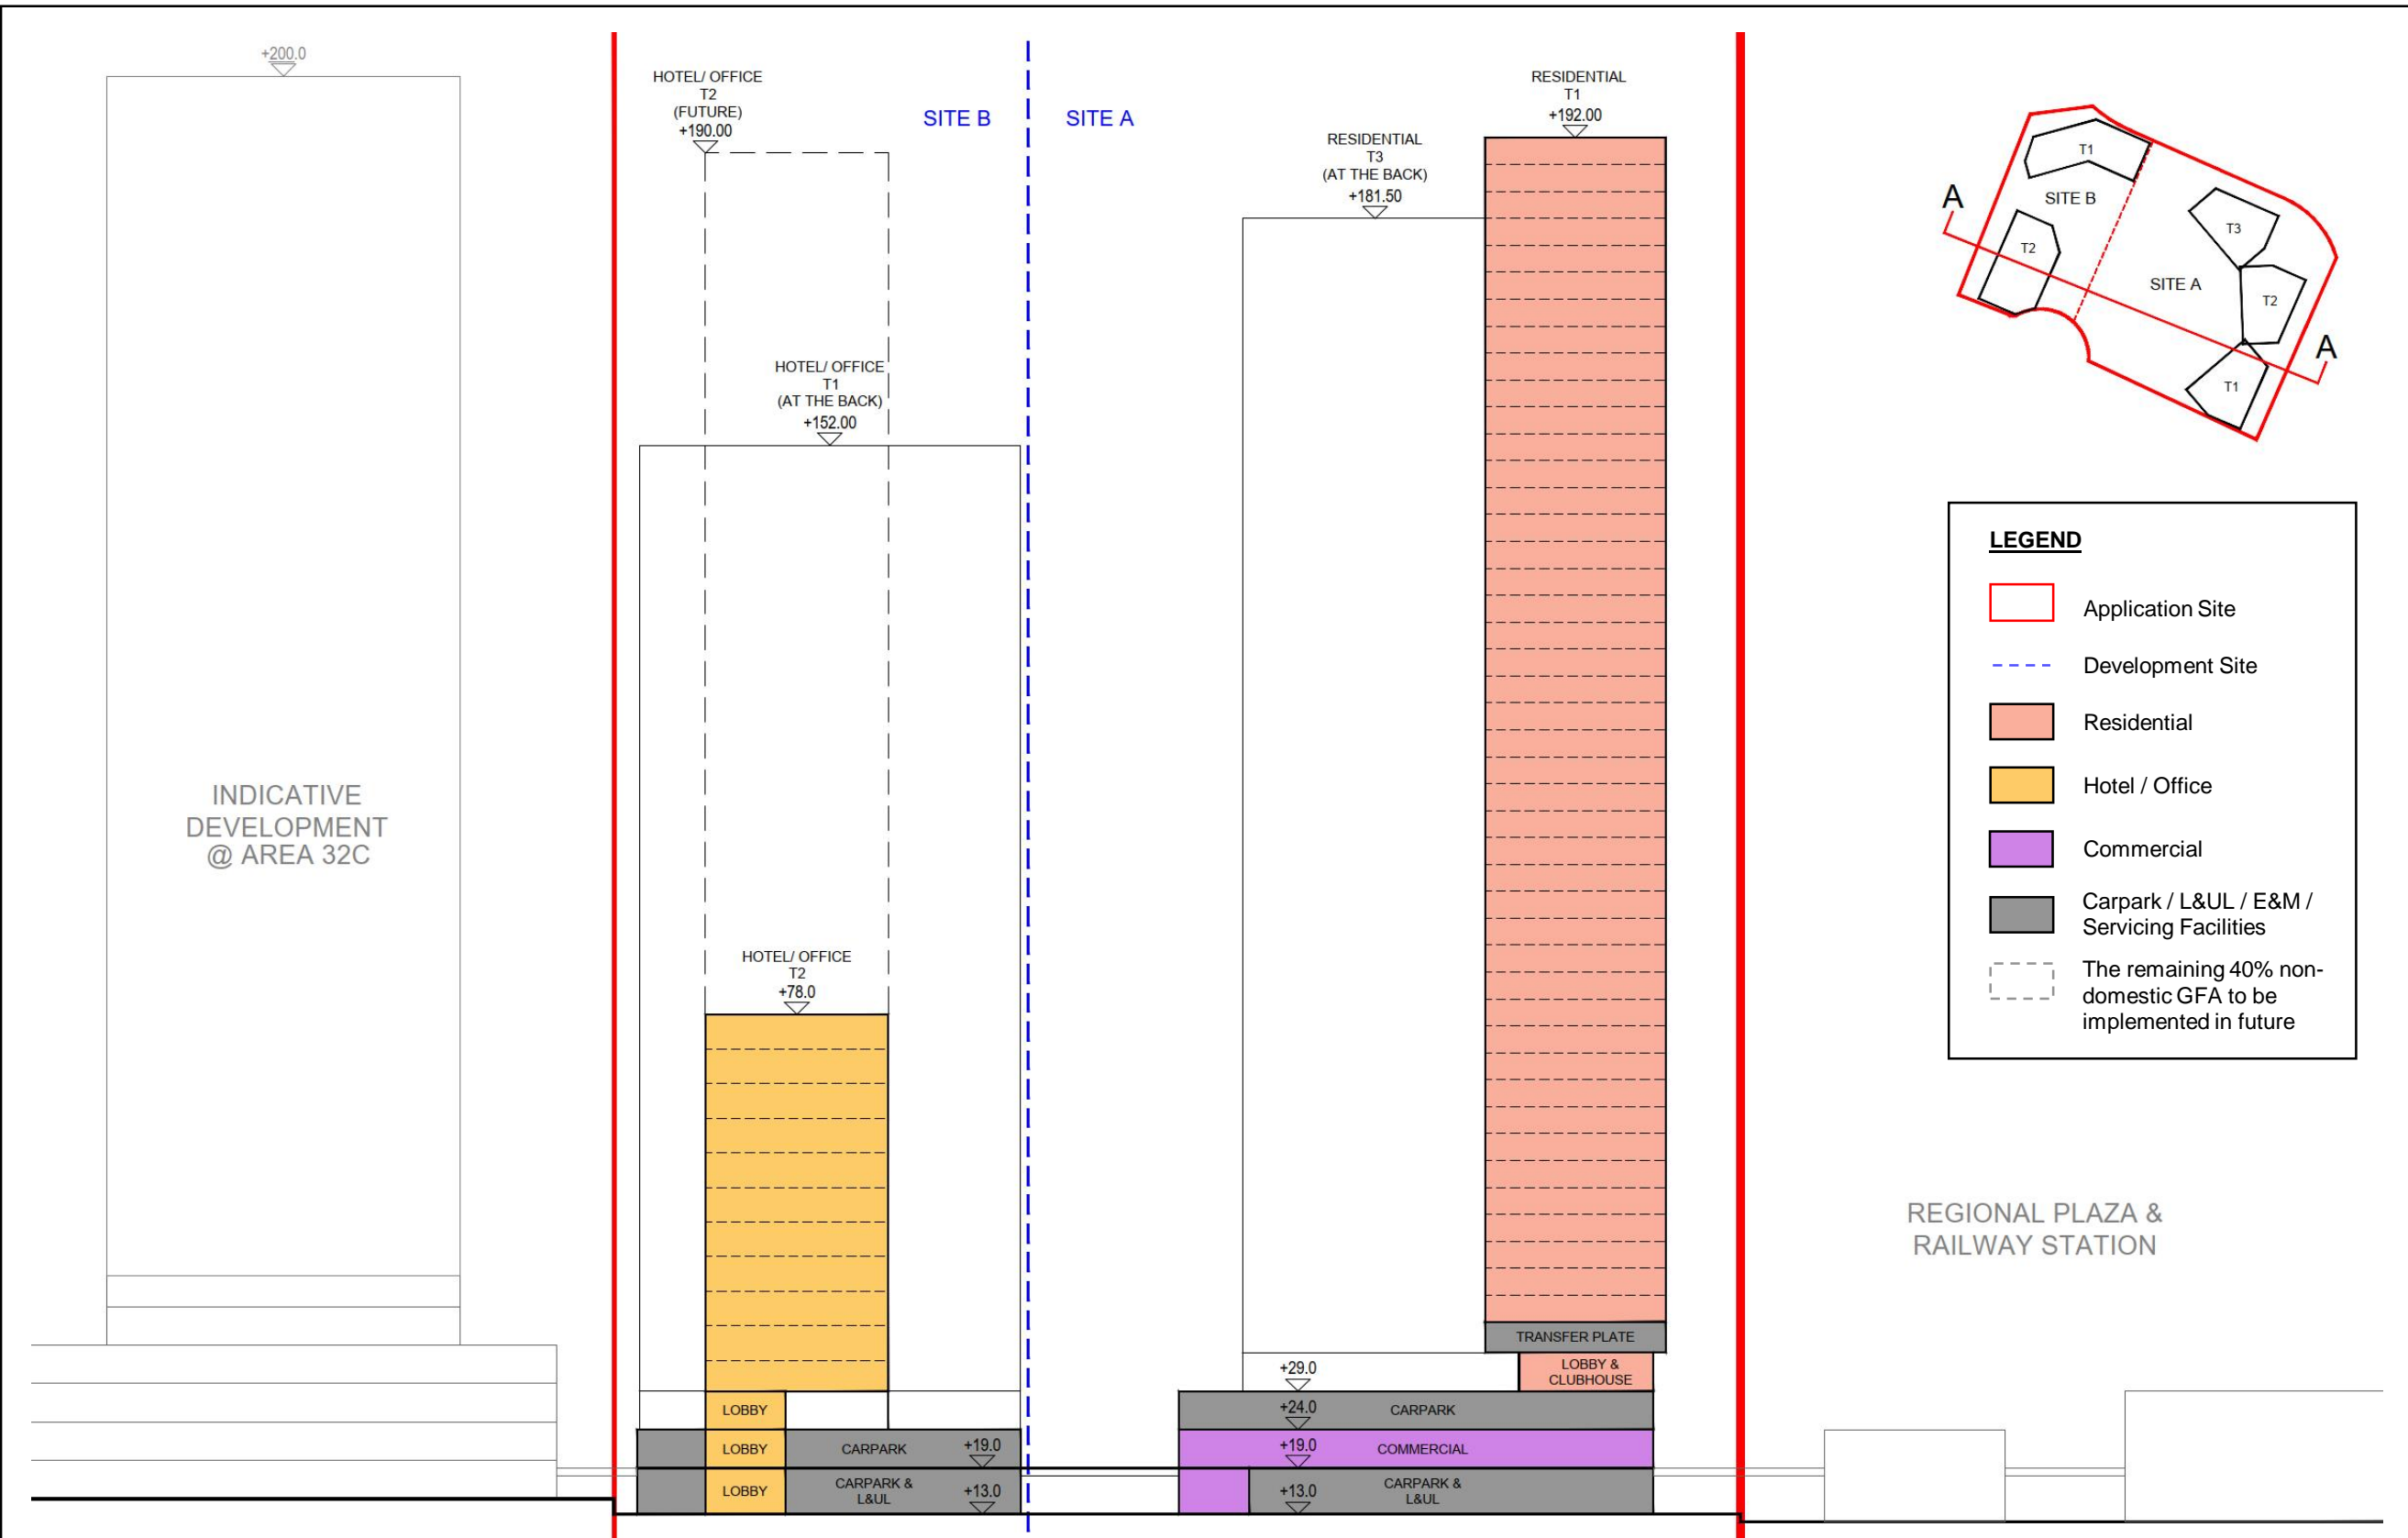 +200.0
INDICATIVE
DEVELOPMENT
@ AREA 32C
HOTEL/ OFFICE
T2
(FUTURE)
+190.00
SITE B
SITE A
HOTEL/ OFFICE
T1
(AT THE BACK)
+152.00
HOTEL/ OFFICE
T2
+78.0
LOBBY
LOBBY
CARPARK
+19.0
LOBBY
CARPARK &
L&UL
+13.0
RESIDENTIAL
T3
(AT THE BACK)
+181.50
RESIDENTIAL
T1
+192.00
TRANSFER PLATE
LOBBY &
CLUBHOUSE
+29.0
+24.0
CARPARK
+19.0
COMMERCIAL
+13.0
CARPARK &
L&UL
A
T1
SITE B
T2
T3
SITE A
T2
A
T1
LEGEND
Application Site
Development Site
Residential
Hotel / Office
Commercial
Carpark / L&UL / E&M /
Servicing Facilities
The remaining 40% non-
domestic GFA to be
implemented in future
REGIONAL PLAZA &
RAILWAY STATION